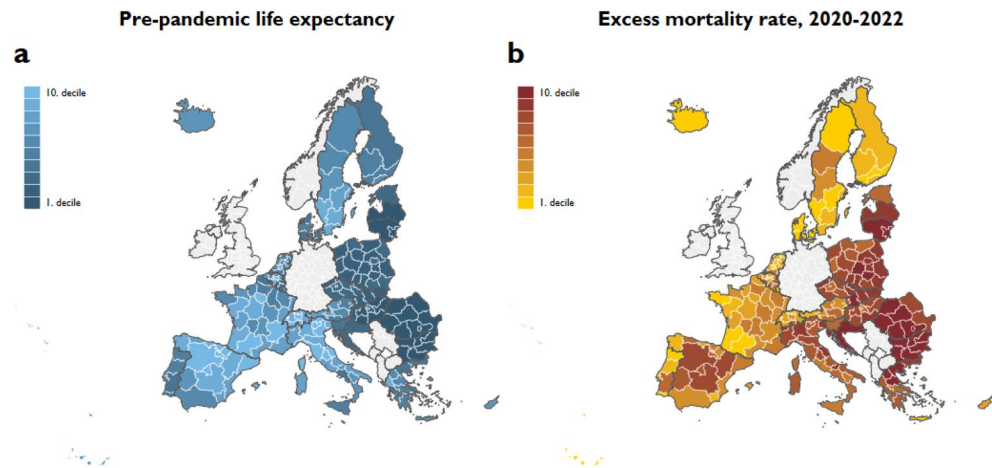 Pre-pandemic life expectancy
Excess mortality rate, 2020-2022
a
10. decile
1. decile
b
10. decile
1. decile